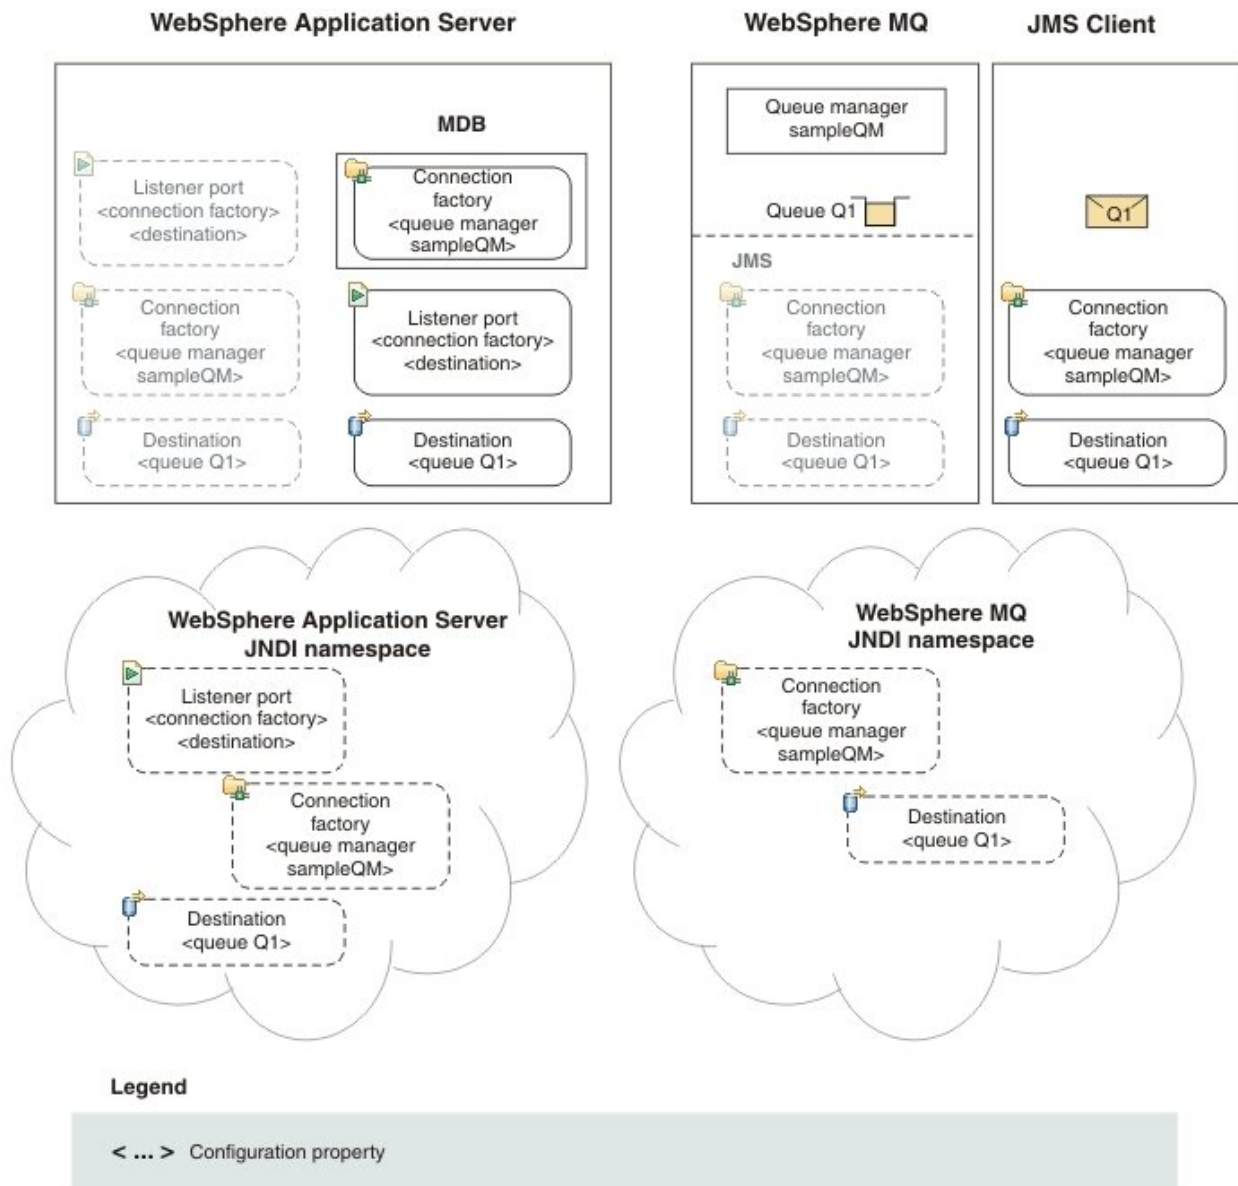 WebSphere Application Server
WebSphere MQ
JMS Client
MDB
Listener port
<connection factory>
<destination>
Connection
factory
<queue manager
sampleQM>
Connection
factory
<queue manager
sampleQM>
Listener port
<connection factory>
<destination>
Destination
<queue Q1>
Destination
<queue Q1>
Queue manager
sampleQM
Queue Q1
JMS
Connection
factory
<queue manager
sampleQM>
Destination
<queue Q1>
Q1
Connection
factory
<queue manager
sampleQM>
Destination
<queue Q1>
WebSphere Application Server
JNDI namespace
Listener port
<connection factory>
<destination>
Connection
factory
<queue manager
sampleQM>
Destination
<queue Q1>
WebSphere MQ
JNDI namespace
Connection
factory
<queue manager
sampleQM>
Destination
<queue Q1>
Legend
< ... > Configuration property